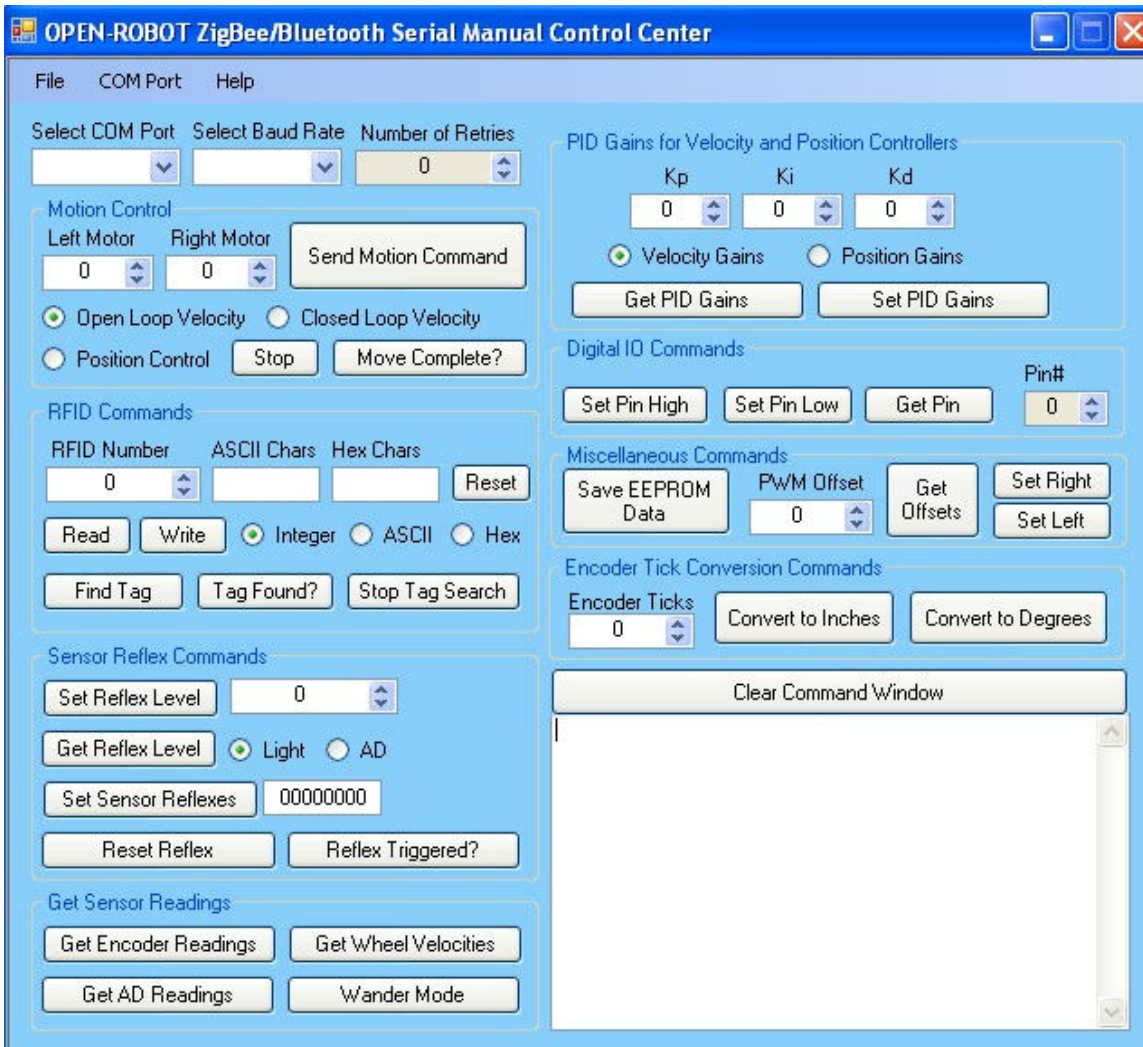 OPEN-ROBOT ZigBee/Bluetooth Serial Manual Control Center
File COM Port Help
Select COM Port Select Baud Rate Number of Retries
0
Motion Control
Left Motor Right Motor
0 0
Send Motion Command
Open Loop Velocity Closed Loop Velocity
Position Control Stop Move Complete?
RFID Commands
RFID Number ASCII Chars Hex Chars
0 Reset
Read Write Integer ASCII Hex
Find Tag Tag Found? Stop Tag Search
Sensor Reflex Commands
Set Reflex Level 0
Get Reflex Level Light AD
Set Sensor Reflexes 00000000
Reset Reflex Reflex Triggered?
Get Sensor Readings
Get Encoder Readings Get Wheel Velocities
Get AD Readings Wander Mode
PID Gains for Velocity and Position Controllers
Kp Ki Kd
0 0 0
Velocity Gains Position Gains
Get PID Gains Set PID Gains
Digital IO Commands
Pin#
Set Pin High Set Pin Low Get Pin 0
Miscellaneous Commands
Save EEPROM
Data
PWM Offset
0
Get
Offsets
Set Right
Set Left
Encoder Tick Conversion Commands
Encoder Ticks
0
Convert to Inches Convert to Degrees
Clear Command Window